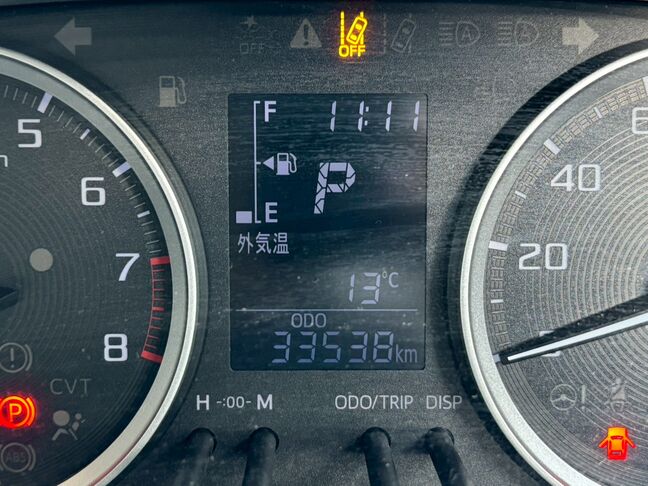 OFF
OFF
F
11:11
5
P
6
E
外気温
7
13°C
ODO
8
33538km
CVT
H -:00- M
ODO/TRIP
DISP
P
ABS
40
20